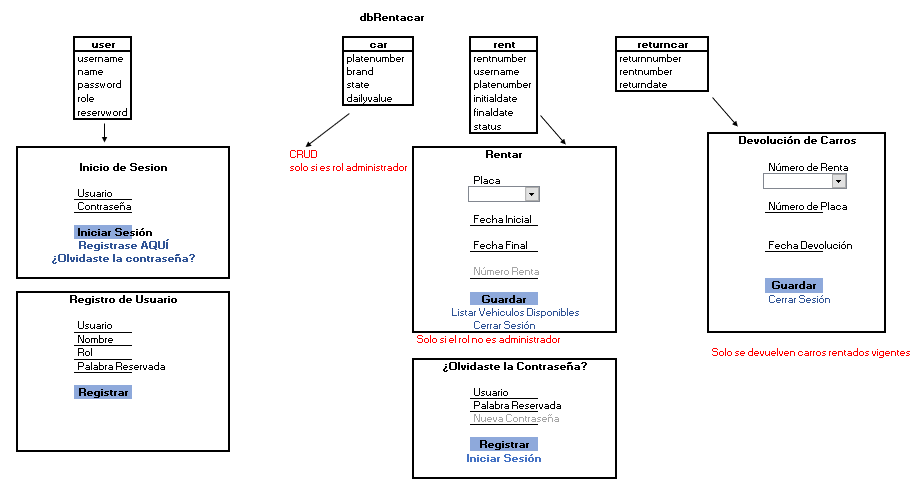 dbRentacar
user
username
name
password
role
reservword
car
platenumber
brand
state
dailyvalue
rent
rentnumber
username
platenumber
initialdate
finaldate
status
returncar
returnnumber
rentnumber
returndate
CRUD
solo si es rol administrador
Inicio de Sesion
Usuario
Contraseña
Iniciar Sesión
Registrase AQUÍ
¿Olvidaste la contraseña?
Registro de Usuario
Usuario
Nombre
Rol
Palabra Reservada
Registrar
Rentar
Placa
Fecha Inicial
Fecha Final
Número Renta
Guardar
Listar Vehiculos Disponibles
Cerrar Sesión
Solo si el rol no es administrador
¿Olvidaste la Contraseña?
Usuario
Palabra Reservada
Nueva Contraseña
Registrar
Iniciar Sesión
Devolución de Carros
Número de Renta
Número de Placa
Fecha Devolución
Guardar
Cerrar Sesión
Solo se devuelven carros rentados vigentes